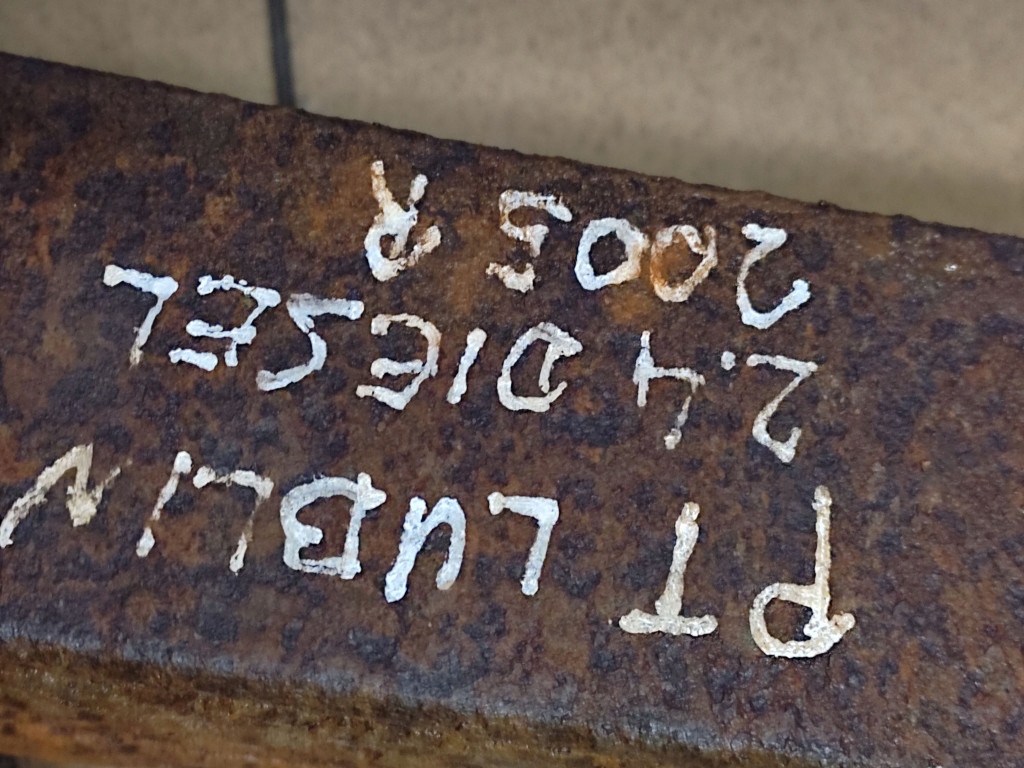 PT LUBLIN
2.4 DIESEL
2005 R